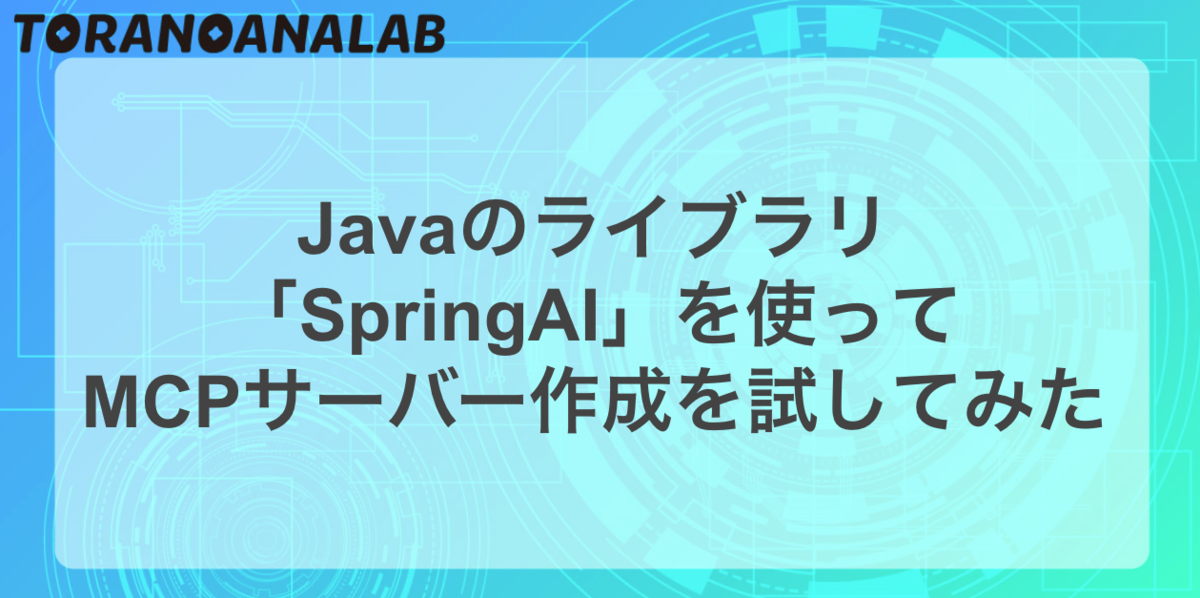 TORANOANALAB
Javaのライブラリ
「SpringAI」を使って
MCPサーバー作成を試してみた